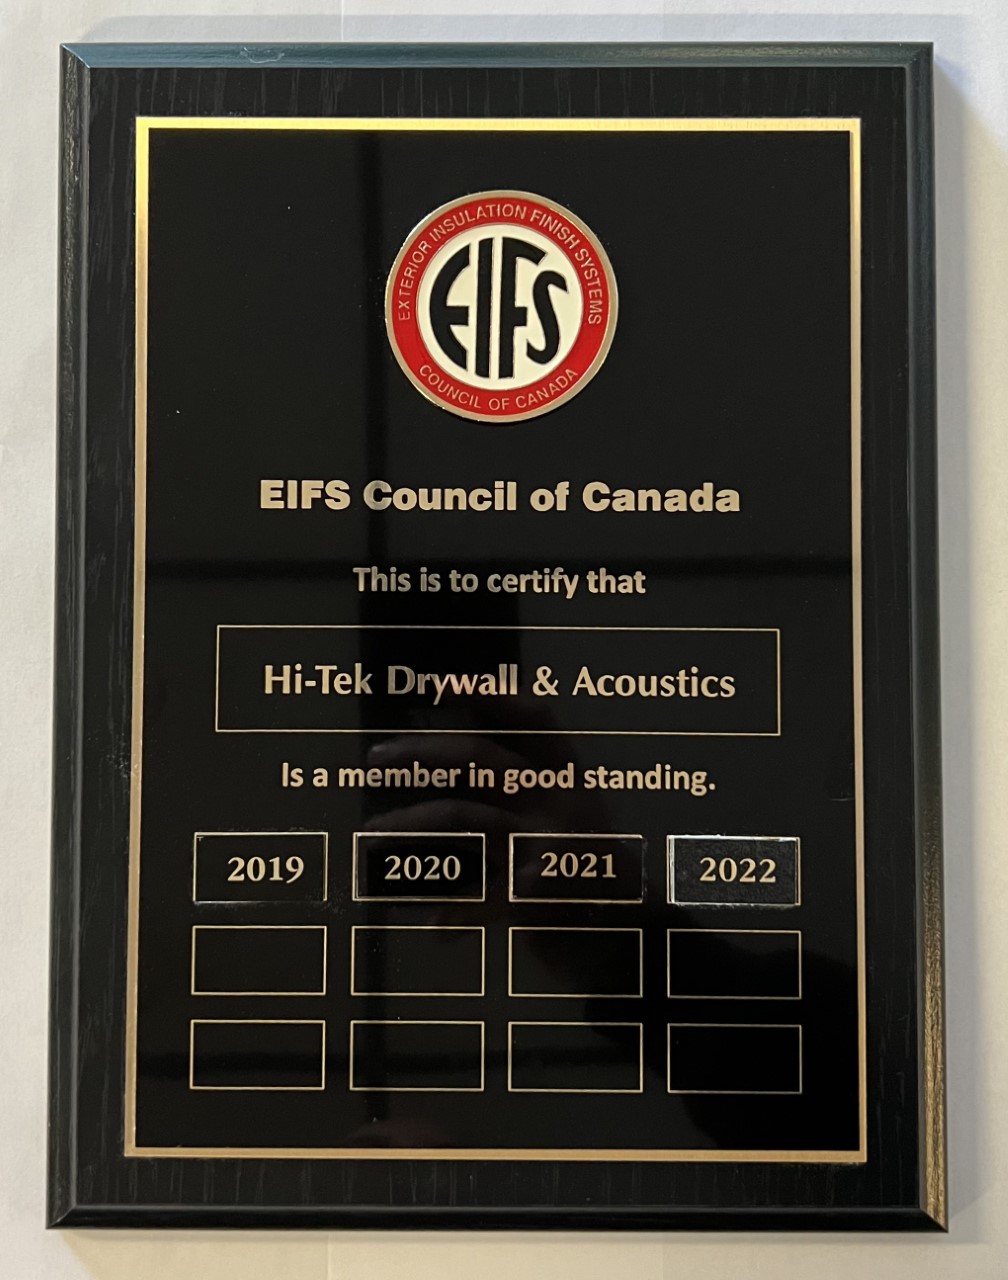 EXTERIOR INSULATION FINISH SYSTEMS
EIFS
COUNCIL OF CANADA
EIFS Council of Canada
This is to certify that
Hi-Tek Drywall & Acoustics
Is a member in good standing.
2019 2020 2021 2022